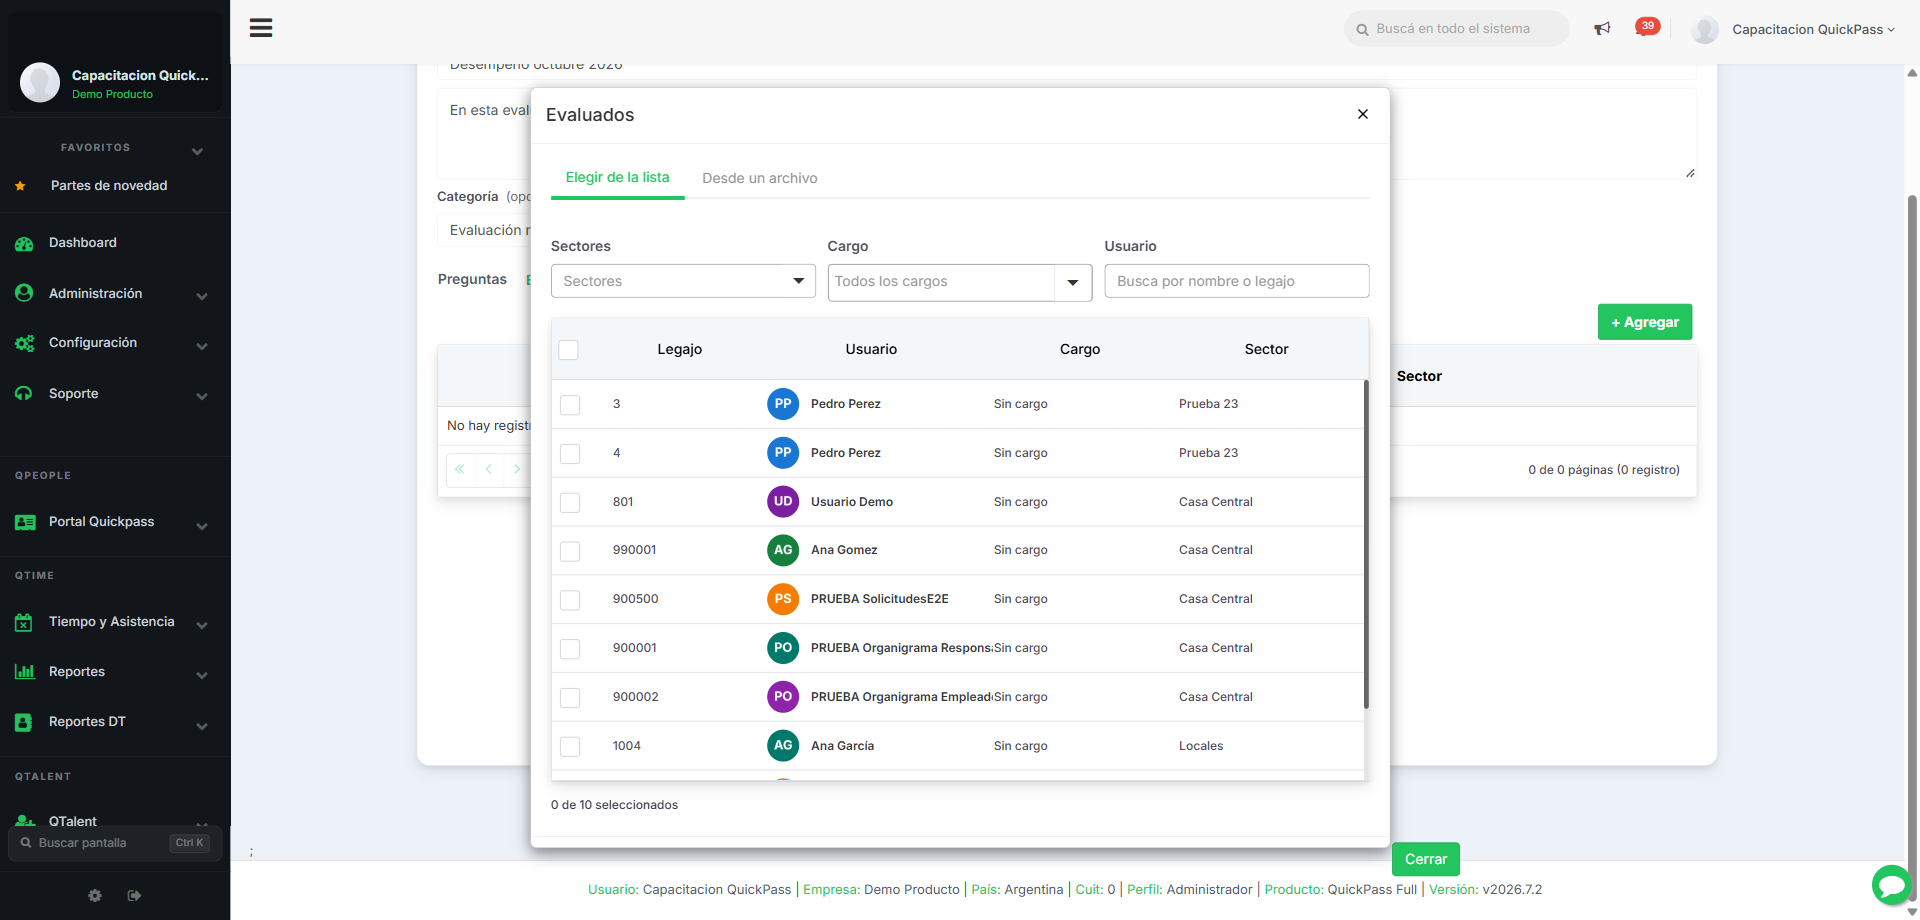 Capacitacion Quick...
Demo Producto
FAVORITOS
Partes de novedad
Dashboard
Administración
Configuración
Soporte
QPEOPLE
Portal Quickpass
QTIME
Tiempo y Asistencia
Reportes
Reportes DT
QTALENT
QTalent
Buscar pantalla
Ctrl K
Buscá en todo el sistema
39
Capacitacion QuickPass
Desempeño octubre 2026
En esta eval
Categoría (opc
Evaluación
Preguntas
+ Agregar
Sector
No hay regist
0 de 0 páginas (0 registro)
Evaluados
×
Elegir de la lista
Desde un archivo
Sectores
Cargo
Usuario
Sectores
Todos los cargos
Busca por nombre o legajo
Legajo Usuario Cargo Sector
3 PP Pedro Perez Sin cargo Prueba 23
4 PP Pedro Perez Sin cargo Prueba 23
801 UD Usuario Demo Sin cargo Casa Central
990001 AG Ana Gomez Sin cargo Casa Central
900500 PS PRUEBA SolicitudesE2E Sin cargo Casa Central
900001 PO PRUEBA Organigrama Respons Sin cargo Casa Central
900002 PO PRUEBA Organigrama Emplead Sin cargo Casa Central
1004 AG Ana García Sin cargo Locales
0 de 10 seleccionados
;
Cerrar
Usuario: Capacitacion QuickPass | Empresa: Demo Producto | País: Argentina | Cuit: 0 | Perfil: Administrador | Producto: QuickPass Full | Versión: v2026.7.2